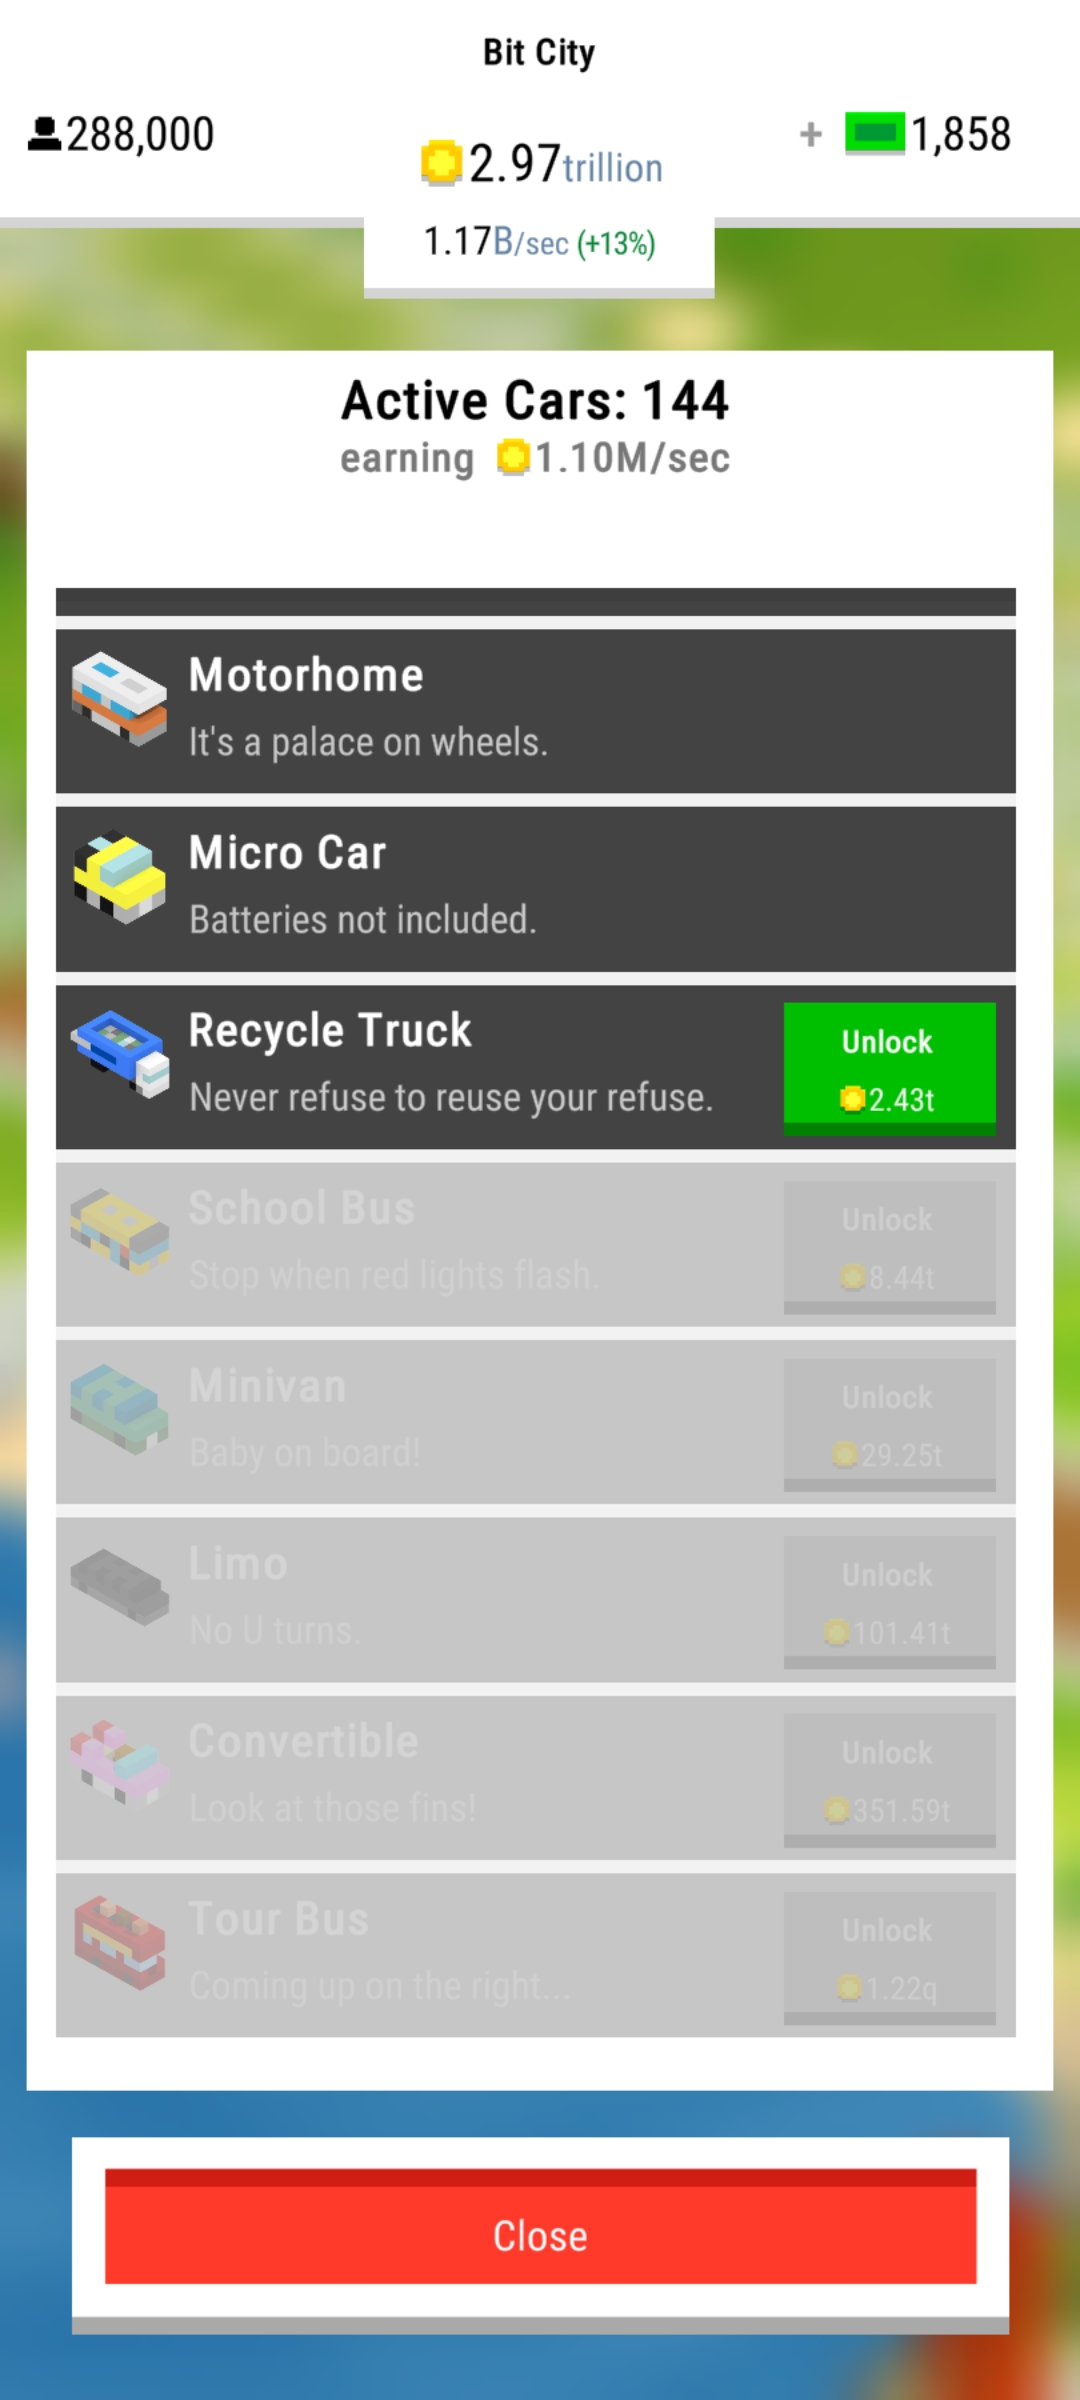 Bit City
288,000
2.97trillion
+ 1,858
1.17B/sec (+13%)
Active Cars: 144
earning 1.10M/sec
Motorhome
It's a palace on wheels.
Micro Car
Batteries not included.
Recycle Truck
Never refuse to reuse your refuse.
Unlock
2.43t
School Bus
Stop when red lights flash.
Unlock
8.44t
Minivan
Baby on board!
Unlock
29.25t
Limo
No U turns.
Unlock
101.41t
Convertible
Look at those fins!
Unlock
351.59t
Tour Bus
Coming up on the right...
Unlock
1.22q
Close